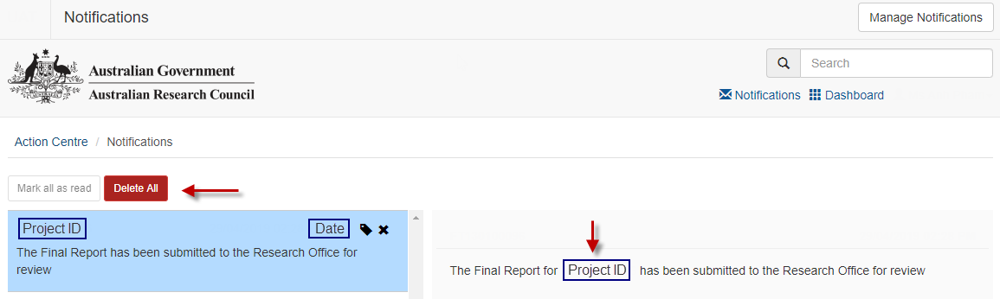 Notifications
Manage Notifications
Australian Government
Australian Research Council
Search
Notifications Dashboard
Action Centre / Notifications
Mark all as read Delete All
Project ID Date
The Final Report has been submitted to the Research Office for
review
The Final Report for Project ID has been submitted to the Research Office for review